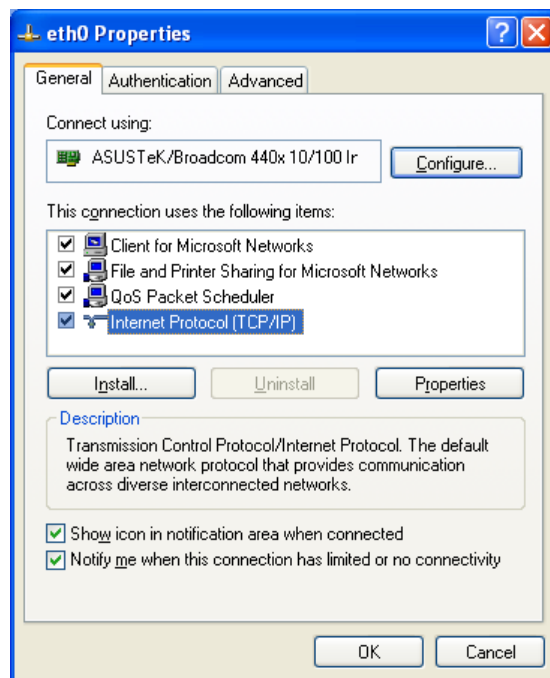 eth0 Properties
General Authentication Advanced
Connect using:
ASUSTeK/Broadcom 440x 10/100 In
Configure...
This connection uses the following items:
Client for Microsoft Networks
File and Printer Sharing for Microsoft Networks
QoS Packet Scheduler
Internet Protocol (TCP/IP)
Install... Uninstall Properties
Description
Transmission Control Protocol/Internet Protocol. The default
wide area network protocol that provides communication
across diverse interconnected networks.
Show icon in notification area when connected
Notify me when this connection has limited or no connectivity
OK Cancel